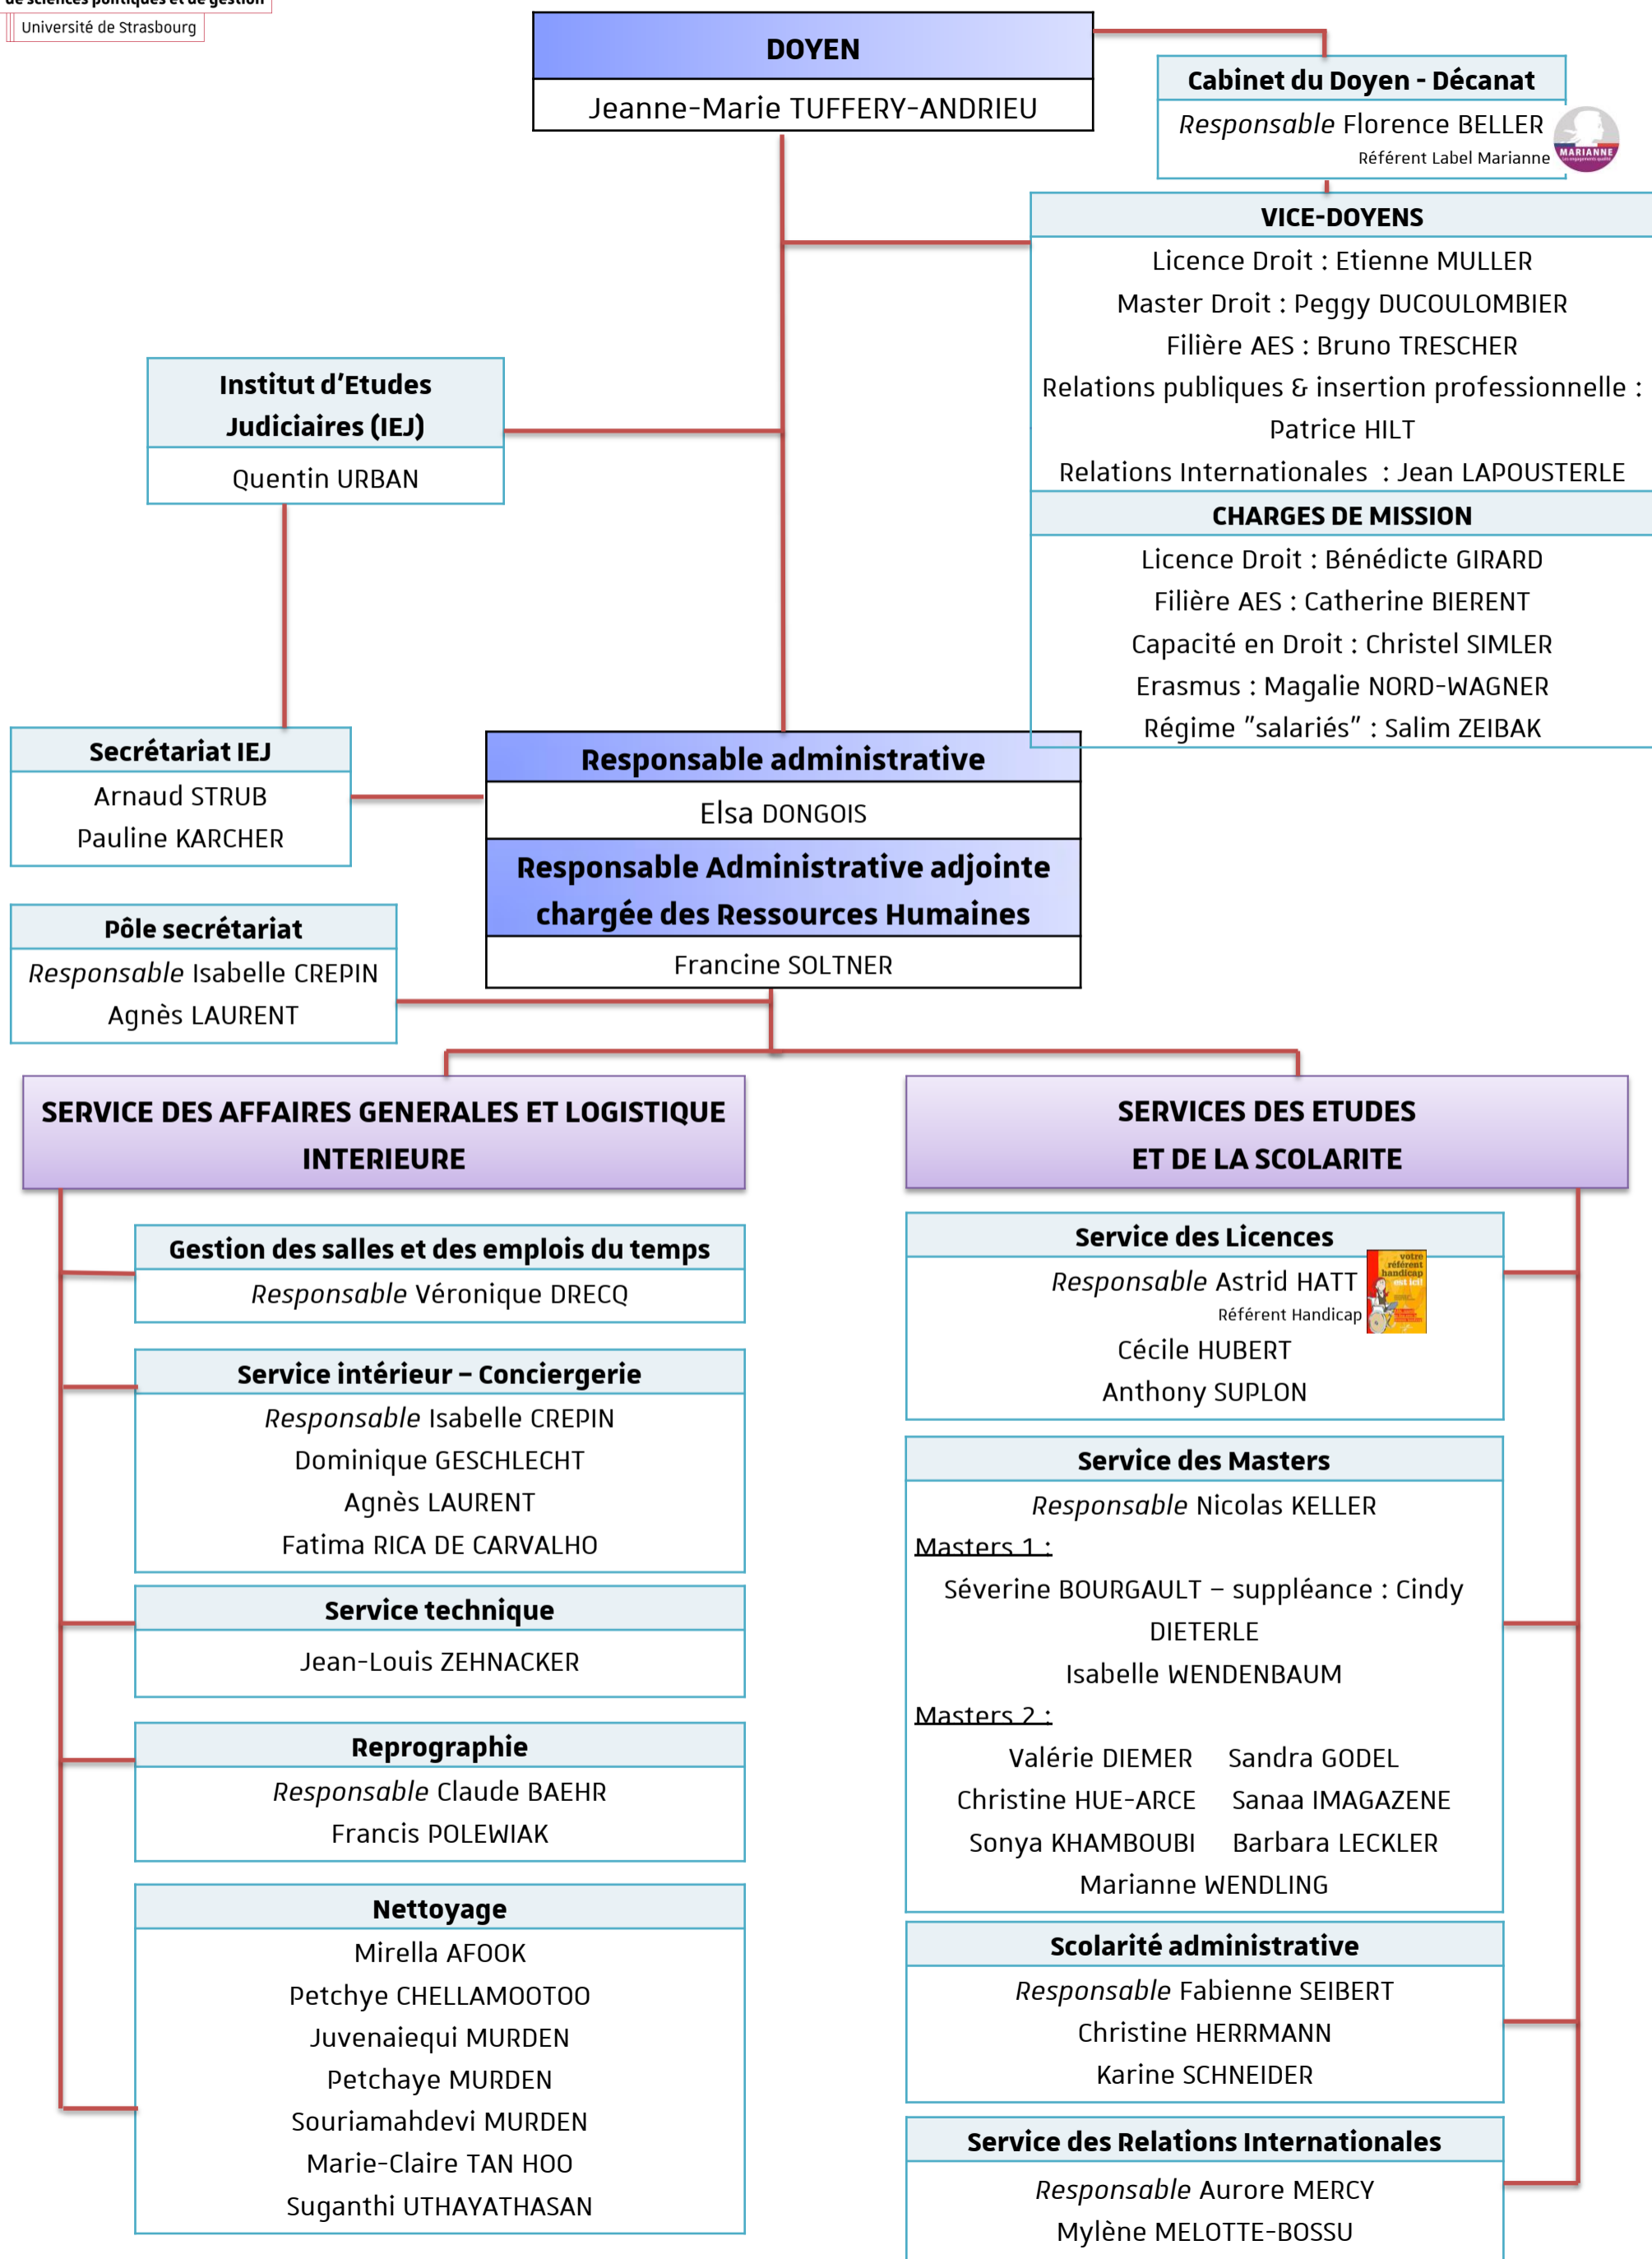 de sciences politiques et de gestion
Université de Strasbourg
DOYEN
Jeanne-Marie TUFFERY-ANDRIEU
Cabinet du Doyen - Décanat
Responsable Florence BELLER
Référent Label Marianne
MARIANNE
VICE-DOYENS
Licence Droit : Etienne MULLER
Master Droit : Peggy DUCOULOMBIER
Filière AES : Bruno TRESCHER
Relations publiques & insertion professionnelle :
Patrice HILT
Relations Internationales : Jean LAPOUSTERLE
CHARGES DE MISSION
Licence Droit : Bénédicte GIRARD
Filière AES : Catherine BIERENT
Capacité en Droit : Christel SIMLER
Erasmus : Magalie NORD-WAGNER
Régime "salariés" : Salim ZEIBAK
Institut d'Etudes
Judiciaires (IEJ)
Quentin URBAN
Secrétariat IEJ
Arnaud STRUB
Pauline KARCHER
Responsable administrative
Elsa DONGOIS
Responsable Administrative adjointe
chargée des Ressources Humaines
Francine SOLTNER
Pôle secrétariat
Responsable Isabelle CREPIN
Agnès LAURENT
SERVICE DES AFFAIRES GENERALES ET LOGISTIQUE
INTERIEURE
Gestion des salles et des emplois du temps
Responsable Véronique DRECQ
Service intérieur – Conciergerie
Responsable Isabelle CREPIN
Dominique GESCHLECHT
Agnès LAURENT
Fatima RICA DE CARVALHO
Service technique
Jean-Louis ZEHNACKER
Reprographie
Responsable Claude BAEHR
Francis POLEWIAK
Nettoyage
Mirella AFOOK
Petchye CHELLAMOOTOO
Juvenaiequi MURDEN
Petchaye MURDEN
Souriamahdevi MURDEN
Marie-Claire TAN HOO
Suganthi UTHAYATHASAN
SERVICES DES ETUDES
ET DE LA SCOLARITE
Service des Licences
Responsable Astrid HATT
Référent Handicap
votre
référent
handicap
est ici!
Cécile HUBERT
Anthony SUPLON
Service des Masters
Responsable Nicolas KELLER
Masters 1 :
Séverine BOURGAULT – suppléance : Cindy
DIETERLE
Isabelle WENDENBAUM
Masters 2 :
Valérie DIEMER Sandra GODEL
Christine HUE-ARCE Sanaa IMAGAZENE
Sonya KHAMBOUBI Barbara LECKLER
Marianne WENDLING
Scolarité administrative
Responsable Fabienne SEIBERT
Christine HERRMANN
Karine SCHNEIDER
Service des Relations Internationales
Responsable Aurore MERCY
Mylène MELOTTE-BOSSU